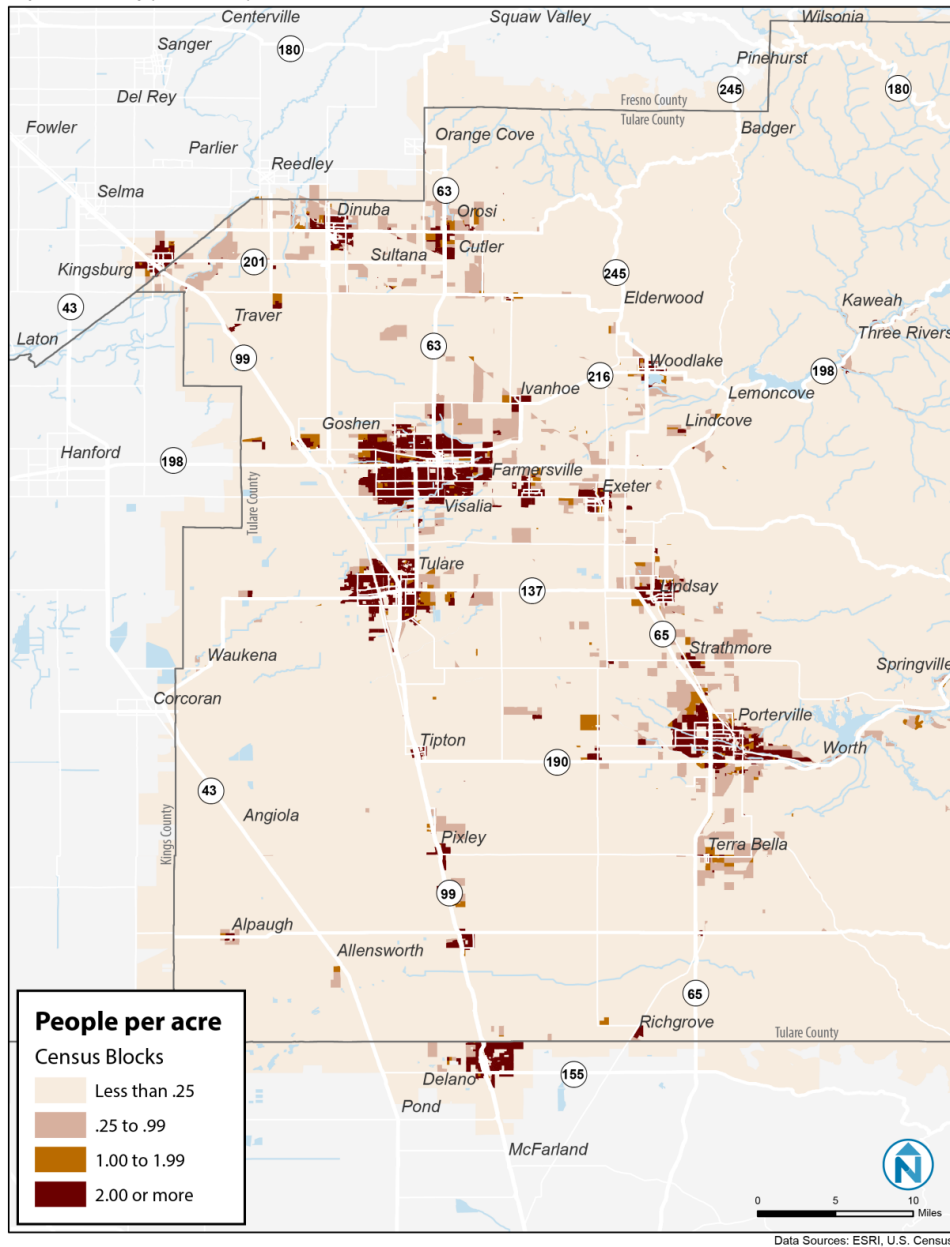 Centerville
Squaw Valley
Wilsonia
Sanger
180
Pinehurst
Del Rey
245
180
Fresno County
Tulare County
Fowler
Orange Cove
Badger
Parlier
Reedley
Selma
63
Dinuba
Orosi
Sultana
Cutler
Kingsburg
201
245
Elderwood
Kaweah
43
Traver
Three Rivers
Laton
99
63
Woodlake
216
198
Ivanhoe
Lemoncove
Goshen
Lindcove
Hanford
198
Farmersville
Exeter
Tulare County
Visalia
Tulare
137
Lindsay
65
Strathmore
Waukena
Springville
Corcoran
Porterville
Tipton
Worth
190
43
Angiola
Kings County
Pixley
Terra Bella
99
Alpaugh
Allensworth
65
Richgrove
Tulare County
Delano
155
Pond
McFarland
People per acre
Census Blocks
Less than .25
.25 to .99
1.00 to 1.99
2.00 or more
N
0 5 10
Miles
Data Sources: ESRI, U.S. Census